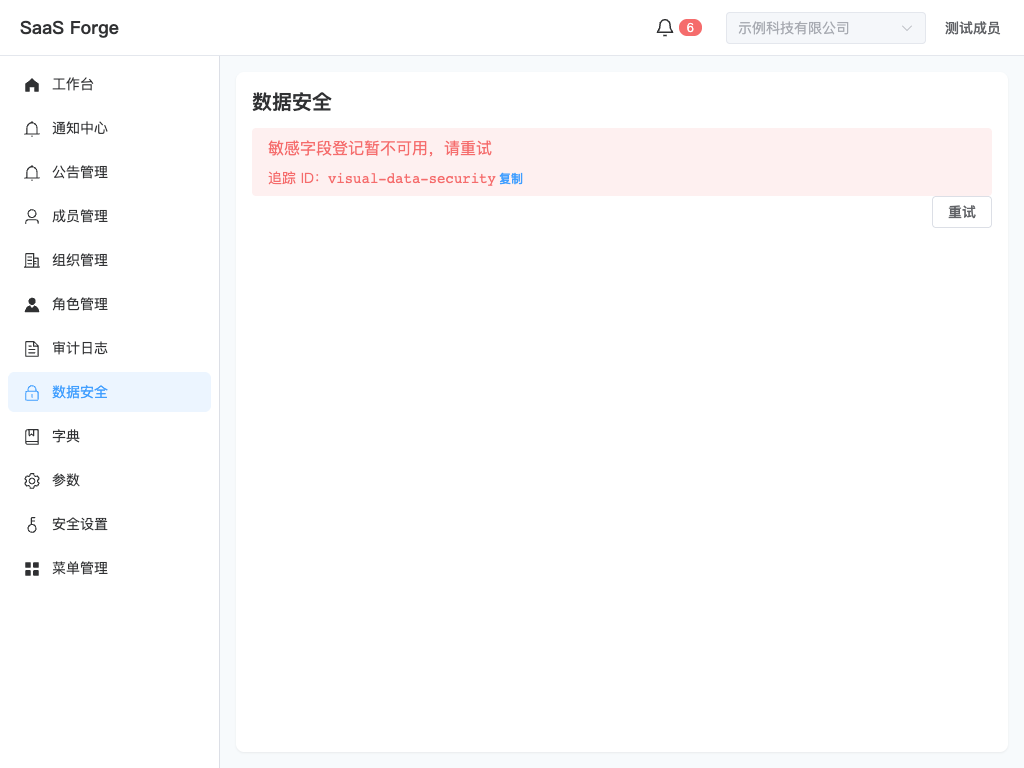 SaaS Forge
6
示例科技有限公司
测试成员
工作台
通知中心
公告管理
成员管理
组织管理
角色管理
审计日志
数据安全
字典
参数
安全设置
菜单管理
数据安全
敏感字段登记暂不可用，请重试
追踪 ID：visual-data-security 复制
重试